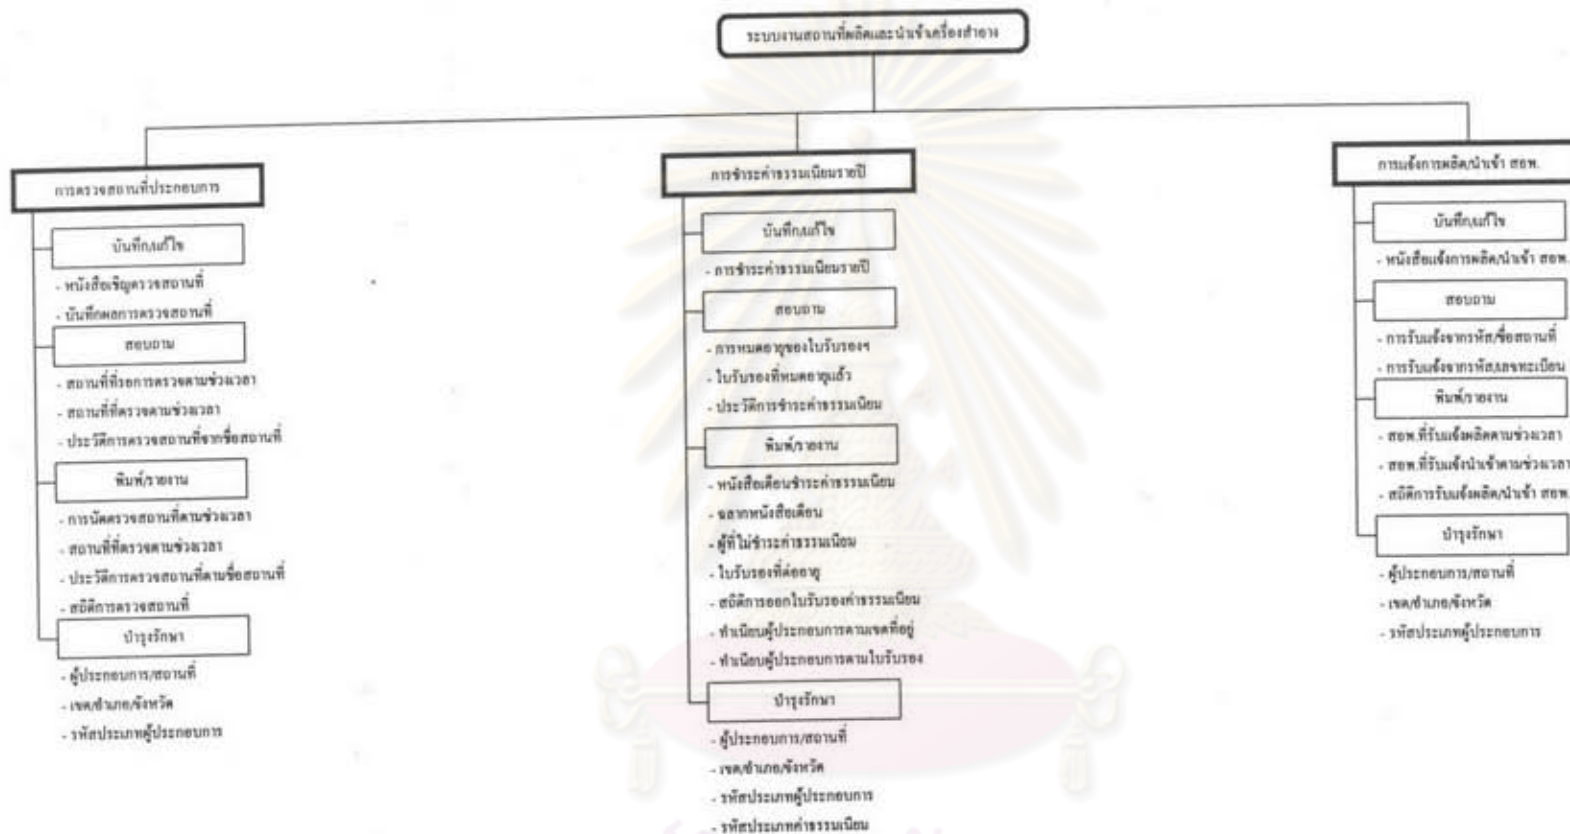 ระบบงานสถานที่ผลิตและนำเข้าเครื่องสำอาง
การตรวจสถานที่ประกอบการ
บันทึก/แก้ไข
- หนังสือเชิญตรวจสถานที่
- บันทึกผลการตรวจสถานที่
สอบถาม
- สถานที่ที่รอการตรวจตามช่วงเวลา
- สถานที่ที่ตรวจตามช่วงเวลา
- ประวัติการตรวจสถานที่จากชื่อสถานที่
พิมพ์/รายงาน
- การนัดตรวจสถานที่ตามช่วงเวลา
- สถานที่ที่ตรวจตามช่วงเวลา
- ประวัติการตรวจสถานที่ตามชื่อสถานที่
- สถิติการตรวจสถานที่
บำรุงรักษา
- ผู้ประกอบการ/สถานที่
- เขต/อำเภอ/จังหวัด
- รหัสประเภทผู้ประกอบการ
การชำระค่าธรรมเนียมรายปี
บันทึก/แก้ไข
- การชำระค่าธรรมเนียมรายปี
สอบถาม
- การหมดอายุของใบรับรองฯ
- ใบรับรองที่หมดอายุแล้ว
- ประวัติการชำระค่าธรรมเนียม
พิมพ์/รายงาน
- หนังสือเตือนชำระค่าธรรมเนียม
- ฉลากหนังสือเตือน
- ผู้ที่ไม่ชำระค่าธรรมเนียม
- ใบรับรองที่ต่ออายุ
- สถิติการออกใบรับรองค่าธรรมเนียม
- ทำเนียบผู้ประกอบการตามเขตที่อยู่
- ทำเนียบผู้ประกอบการตามใบรับรอง
บำรุงรักษา
- ผู้ประกอบการ/สถานที่
- เขต/อำเภอ/จังหวัด
- รหัสประเภทผู้ประกอบการ
- รหัสประเภทค่าธรรมเนียม
การแจ้งการผลิต/นำเข้า สอพ.
บันทึก/แก้ไข
- หนังสือแจ้งการผลิต/นำเข้า สอพ.
สอบถาม
- การรับแจ้งจากรหัส/ชื่อสถานที่
- การรับแจ้งจากรหัส/เลขทะเบียน
พิมพ์/รายงาน
- สอพ.ที่รับแจ้งผลิตตามช่วงเวลา
- สอพ.ที่รับแจ้งนำเข้าตามช่วงเวลา
- สถิติการรับแจ้งผลิต/นำเข้า สอพ.
บำรุงรักษา
- ผู้ประกอบการ/สถานที่
- เขต/อำเภอ/จังหวัด
- รหัสประเภทผู้ประกอบการ